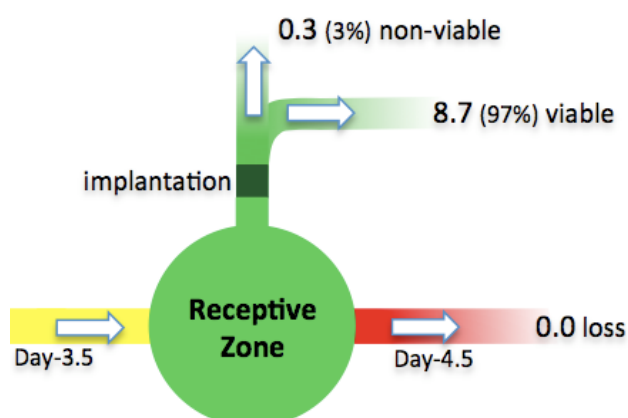 0.3 (3%) non-viable
8.7 (97%) viable
implantation
Receptive
Zone
0.0 loss
Day-3.5
Day-4.5